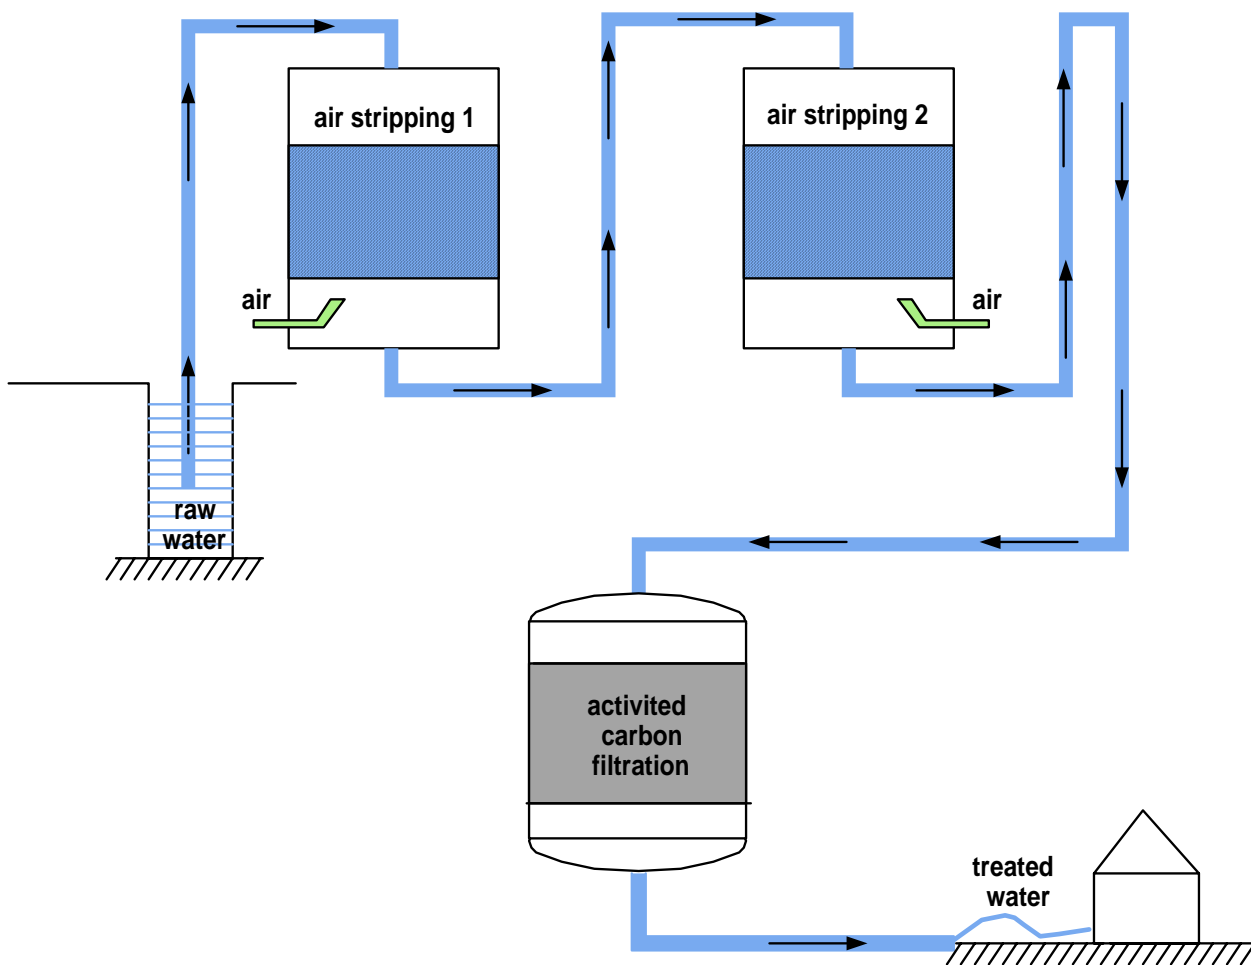 air stripping 1
air stripping 2
air
air
raw
water
activited
carbon
filtration
treated
water